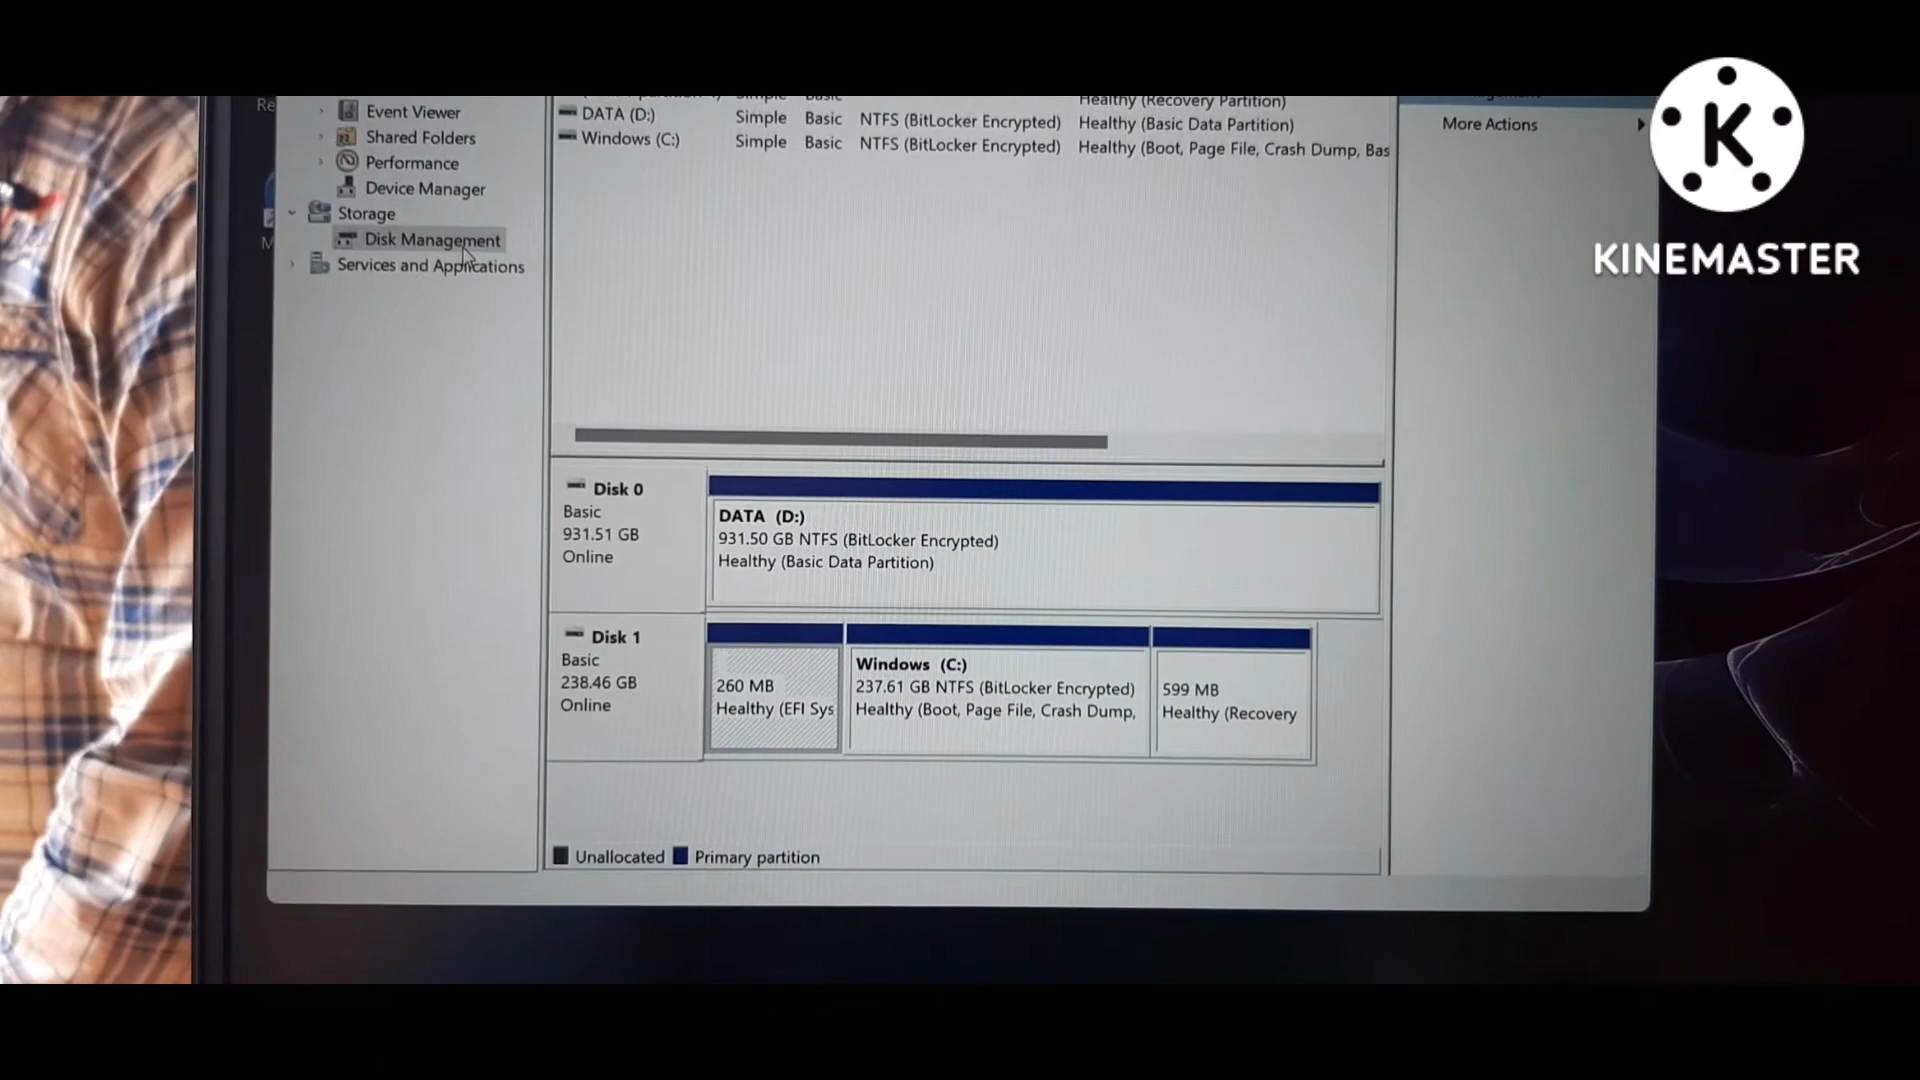 Re
Event Viewer
Shared Folders
Performance
Device Manager
Storage
Disk Management
Services and Applications
M
Simple Basic Healthy (Recovery Partition)
DATA (D:) Simple Basic NTFS (BitLocker Encrypted) Healthy (Basic Data Partition)
Windows (C:) Simple Basic NTFS (BitLocker Encrypted) Healthy (Boot, Page File, Crash Dump, Bas
More Actions
K
KINEMASTER
Disk 0
Basic
931.51 GB
Online
DATA (D:)
931.50 GB NTFS (BitLocker Encrypted)
Healthy (Basic Data Partition)
Disk 1
Basic
238.46 GB
Online
260 MB
Healthy (EFI Sys
Windows (C:)
237.61 GB NTFS (BitLocker Encrypted)
Healthy (Boot, Page File, Crash Dump,
599 MB
Healthy (Recovery
Unallocated Primary partition